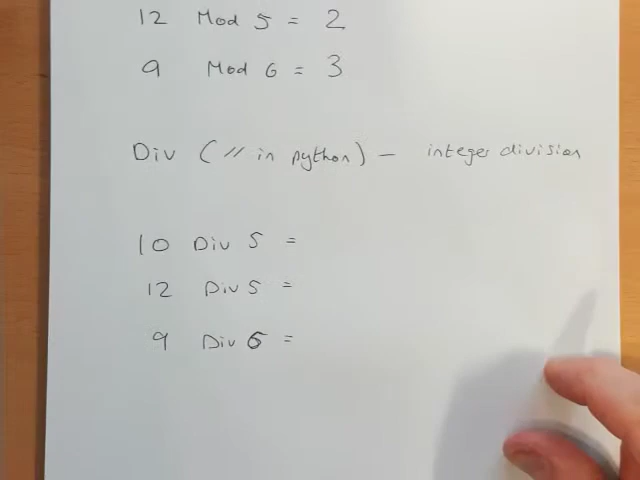 12 Mod 5 = 2
9 Mod 6 = 3
Div (// in python) - integer division
10 Div 5 =
12 Div 5 =
9 Div 6 =